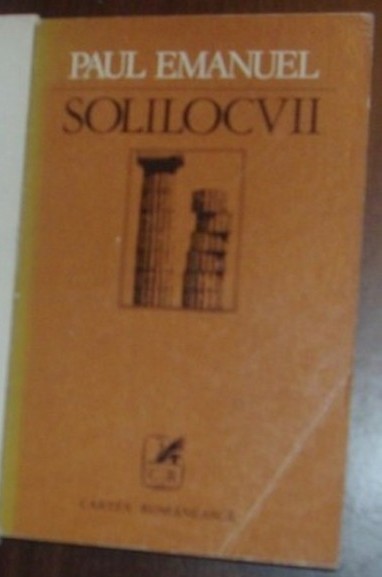 PAUL EMANUEL
SOLILOCVII
C R
CARTEA ROMÂNEASCĂ